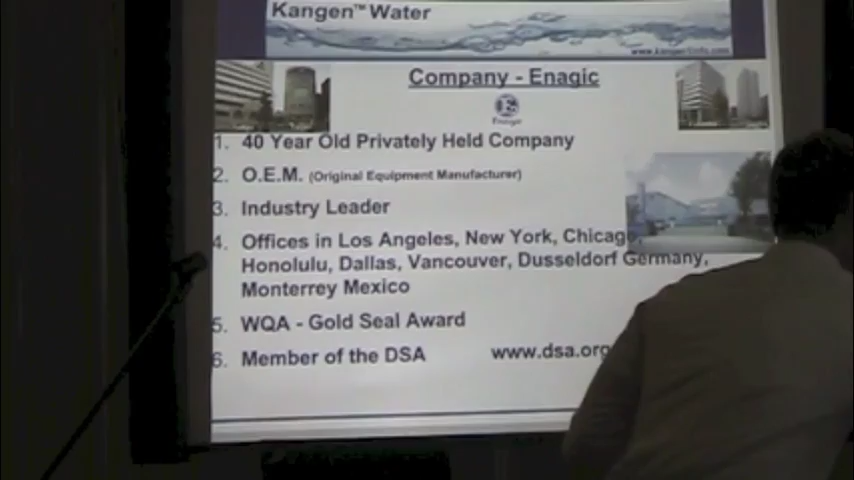 Kangen™ Water
Company - Enagic
E
Enagic
1. 40 Year Old Privately Held Company
2. O.E.M. (Original Equipment Manufacturer)
3. Industry Leader
4. Offices in Los Angeles, New York, Chicago,
Honolulu, Dallas, Vancouver, Dusseldorf Germany,
Monterrey Mexico
5. WQA - Gold Seal Award
6. Member of the DSA www.dsa.org